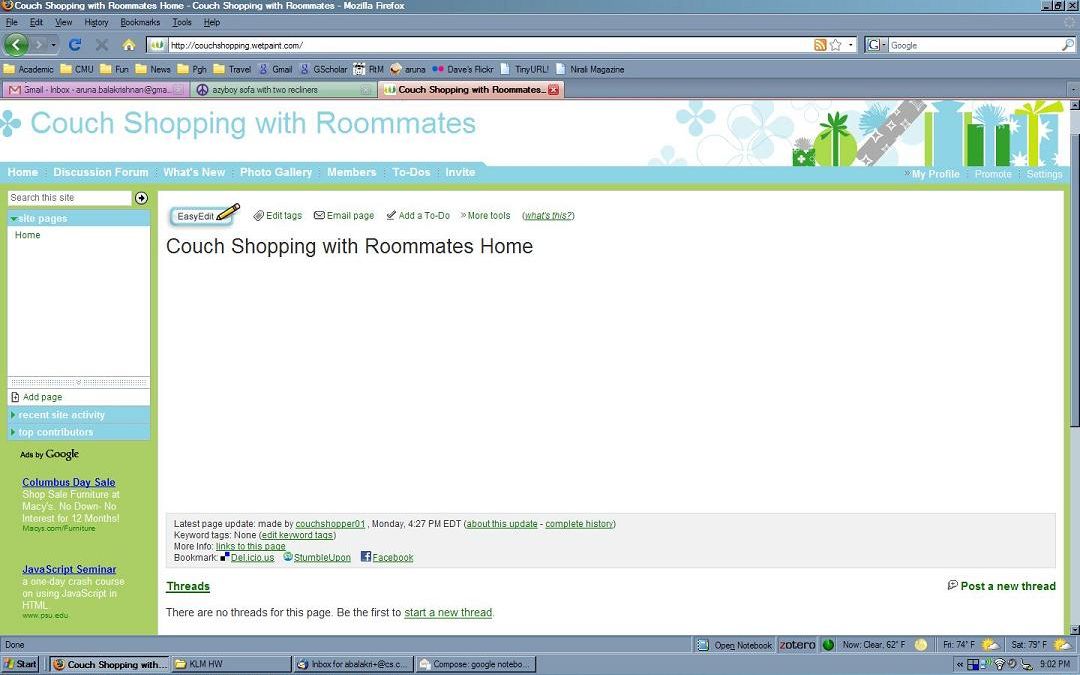 Couch Shopping with Roommates Home - Couch Shopping with Roommates - Mozilla Firefox
File Edit View History Bookmarks Tools Help
http://couchshopping.wetpaint.com/
Google
Academic CMU Fun News Pgh Travel Gmail GScholar RtM aruna Dave's Flickr TinyURL! Nirali Magazine
Gmail - Inbox - aruna.balakrishnan@gma... azyboy sofa with two recliners Couch Shopping with Roommates...
Couch Shopping with Roommates
Home Discussion Forum What's New Photo Gallery Members To-Dos Invite » My Profile Promote Settings
Search this site
EasyEdit Edit tags Email page Add a To-Do » More tools (what's this?)
site pages
Home
Couch Shopping with Roommates Home
Add page
recent site activity
top contributors
Ads by Google
Columbus Day Sale
Shop Sale Furniture at
Macy's. No Down- No
Interest for 12 Months!
Macys.com/Furniture
JavaScript Seminar
a one-day crash course
on using JavaScript in
HTML.
www.psu.edu
Latest page update: made by couchshopper01 , Monday, 4:27 PM EDT (about this update - complete history)
Keyword tags: None (edit keyword tags)
More Info: links to this page
Bookmark: Del.icio.us StumbleUpon Facebook
Threads Post a new thread
There are no threads for this page. Be the first to start a new thread.
Done Open Notebook zotero Now: Clear, 62° F Fri: 74° F Sat: 79° F
Start Couch Shopping with... KLM HW Inbox for abalakri+@cs.c... Compose: google notebo... « 9:02 PM